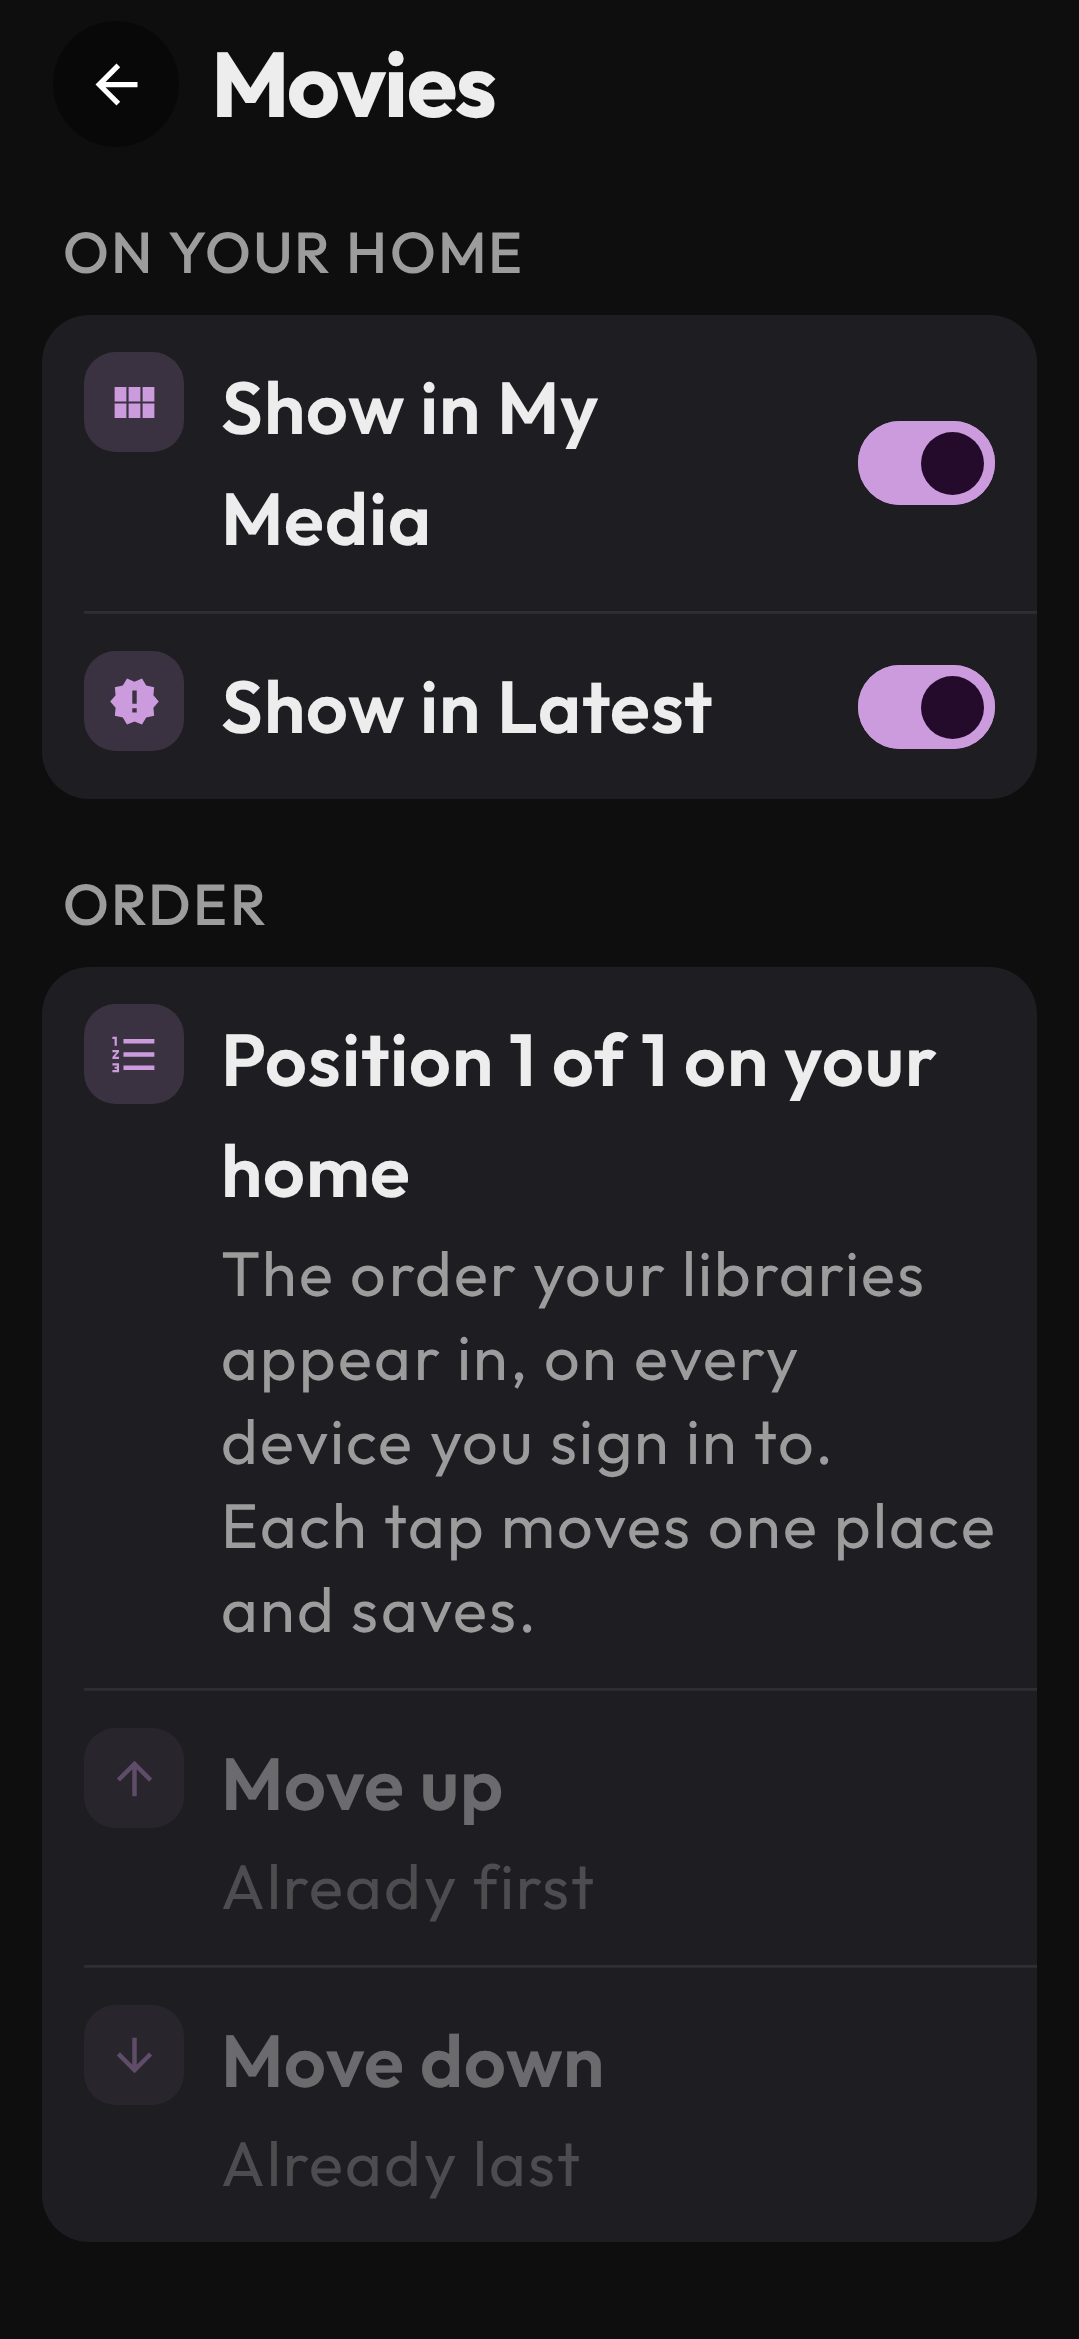 Movies
ON YOUR HOME
Show in My
Media
Show in Latest
ORDER
Position 1 of 1 on your
home
The order your libraries
appear in, on every
device you sign in to.
Each tap moves one place
and saves.
Move up
Already first
Move down
Already last